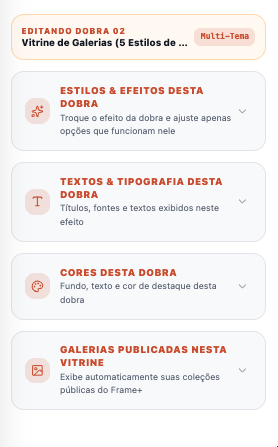 EDITANDO DOBRA 02
Vitrine de Galerias (5 Estilos de ...
Multi-Tema
ESTILOS & EFEITOS DESTA
DOBRA
Troque o efeito da dobra e ajuste apenas
opções que funcionam nele
TEXTOS & TIPOGRAFIA DESTA
DOBRA
Títulos, fontes e textos exibidos neste
efeito
CORES DESTA DOBRA
Fundo, texto e cor de destaque desta
dobra
GALERIAS PUBLICADAS NESTA
VITRINE
Exibe automaticamente suas coleções
públicas do Frame+